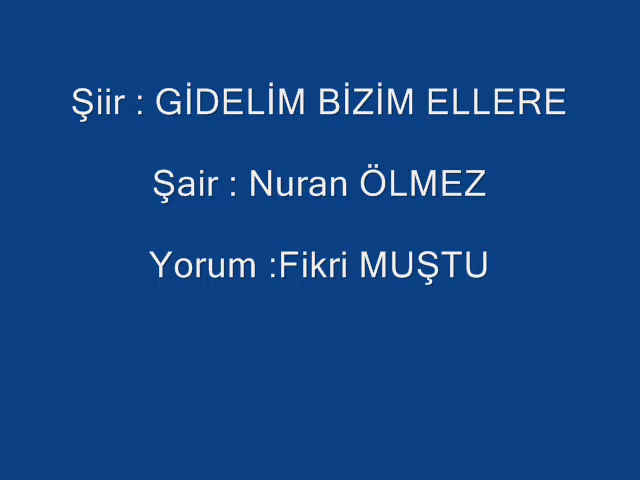 Şiir : GİDELİM BİZİM ELLERE
Şair : Nuran ÖLMEZ
Yorum :Fikri MUŞTU